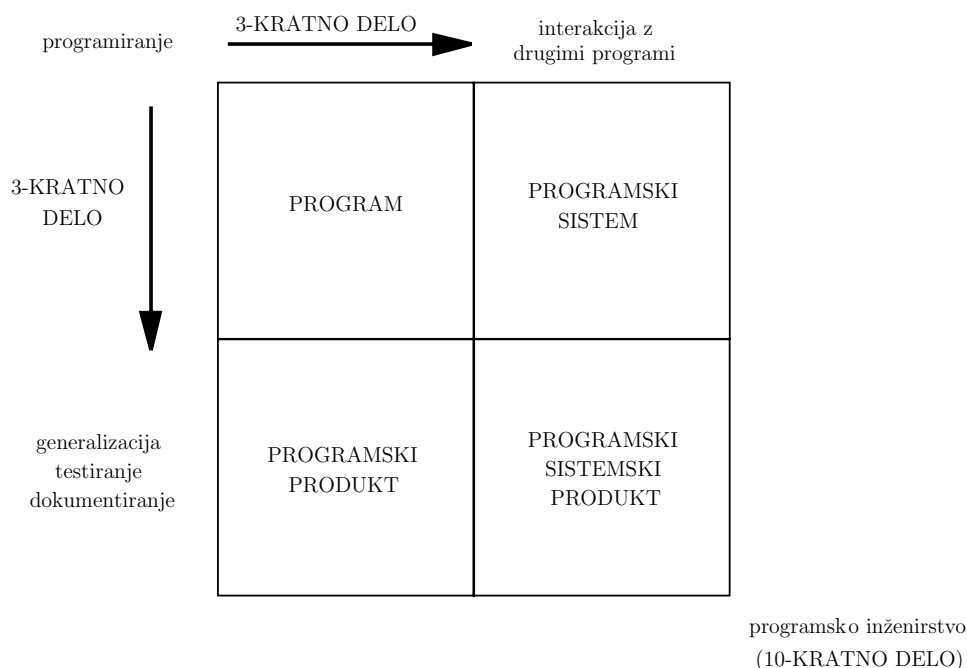 programiranje
3-KRATNO DELO
interakcija z
drugimi programi
3-KRATNO
DELO
PROGRAM
PROGRAMSKI
SISTEM
generalizacija
testiranje
dokumentiranje
PROGRAMSKI
PRODUKT
PROGRAMSKI
SISTEMSKI
PRODUKT
programsko inženirstvo
(10-KRATNO DELO)